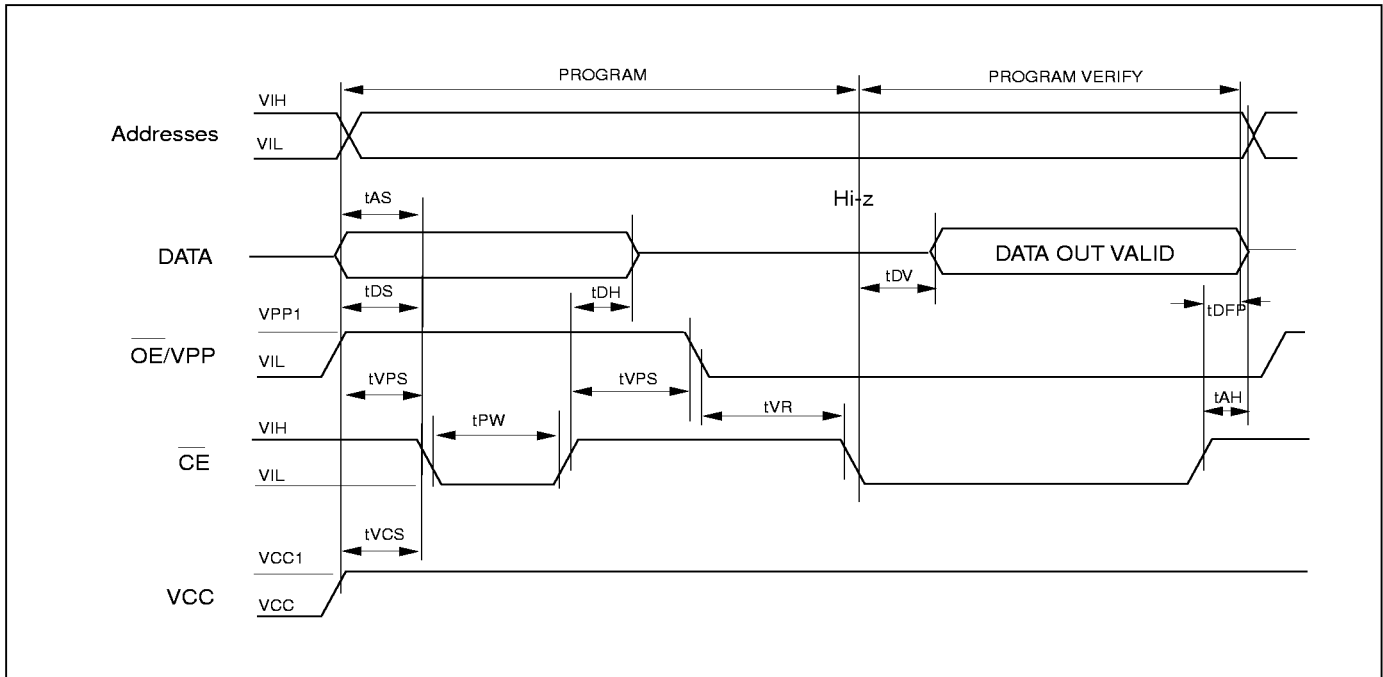 PROGRAM
PROGRAM VERIFY
VIH
Addresses
VIL
tAS
Hi-z
DATA
DATA OUT VALID
tDS
tDH
tDV
tDFP
VPP1
OE/VPP
VIL
tVPS
tVPS
tVR
tAH
tPW
VIH
CE
VIL
tVCS
VCC1
VCC
VCC